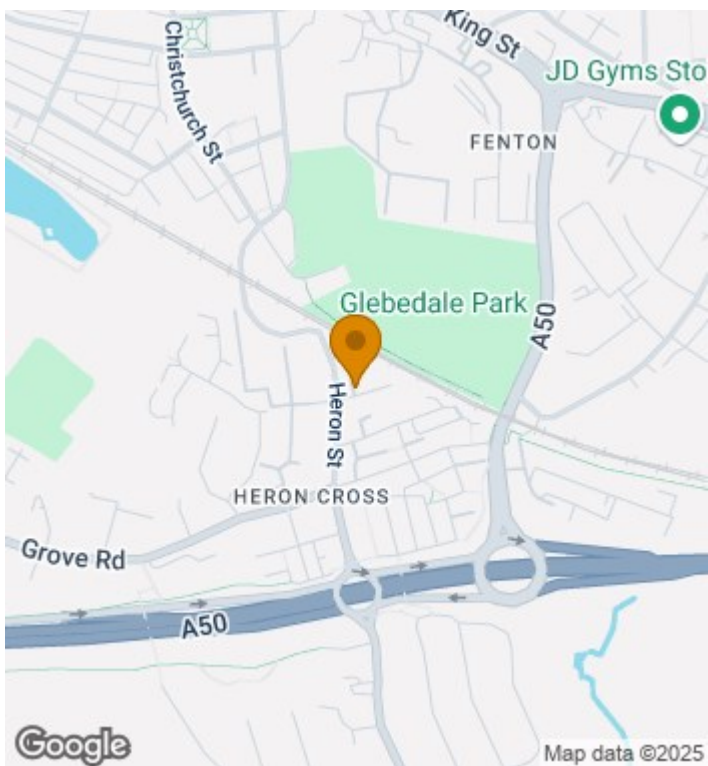 King St
Christchurch St
JD Gyms Sto
FENTON
Glebedale Park
A50
Heron St
HERON CROSS
Grove Rd
A50
Google
Map data ©2025